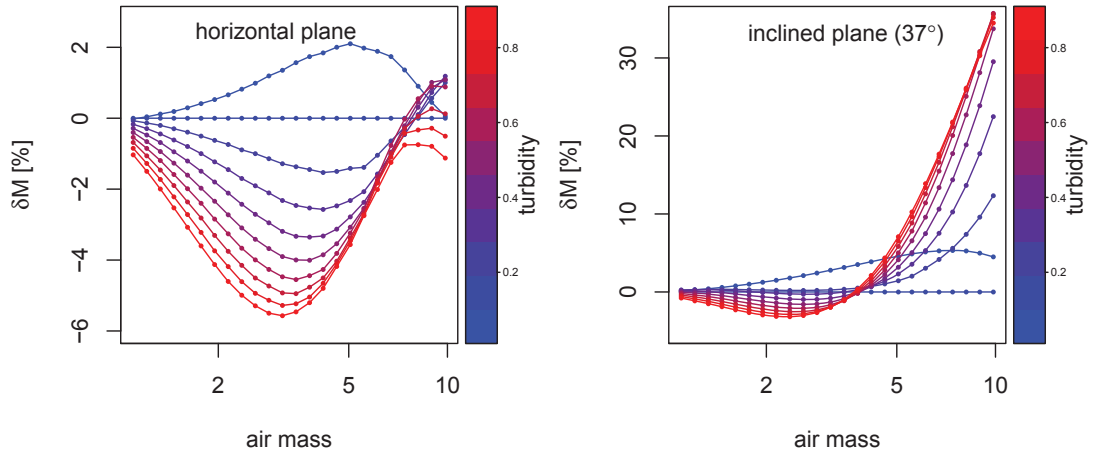 horizontal plane
δM [%]
2
0
−2
−4
−6
2
5
10
air mass
0.8
0.6
0.4
0.2
turbidity
inclined plane (37°)
δM [%]
30
20
10
0
2
5
10
air mass
0.8
0.6
0.4
0.2
turbidity